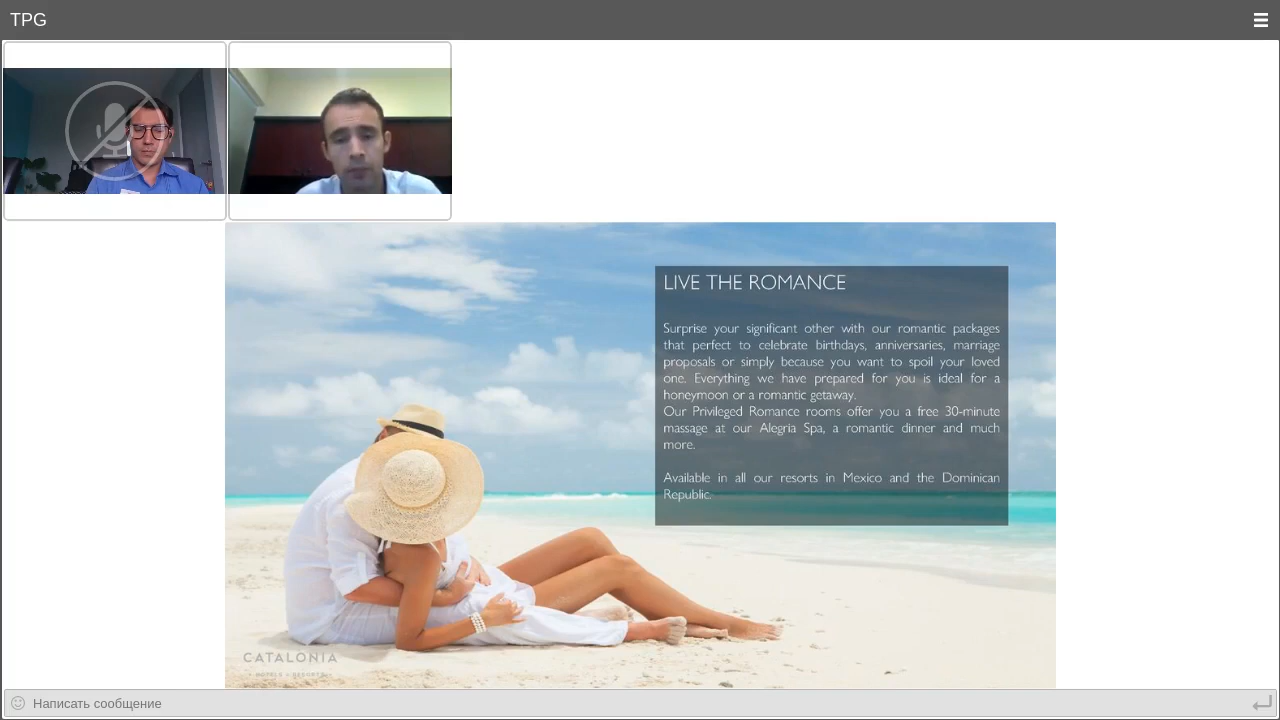 TPG
LIVE THE ROMANCE
Surprise your significant other with our romantic packages
that perfect to celebrate birthdays, anniversaries, marriage
proposals or simply because you want to spoil your loved
one. Everything we have prepared for you is ideal for a
honeymoon or a romantic getaway.
Our Privileged Romance rooms offer you a free 30-minute
massage at our Alegria Spa, a romantic dinner and much
more.
Available in all our resorts in Mexico and the Dominican
Republic.
CATALONIA
HOTELS & RESORTS
Написать сообщение